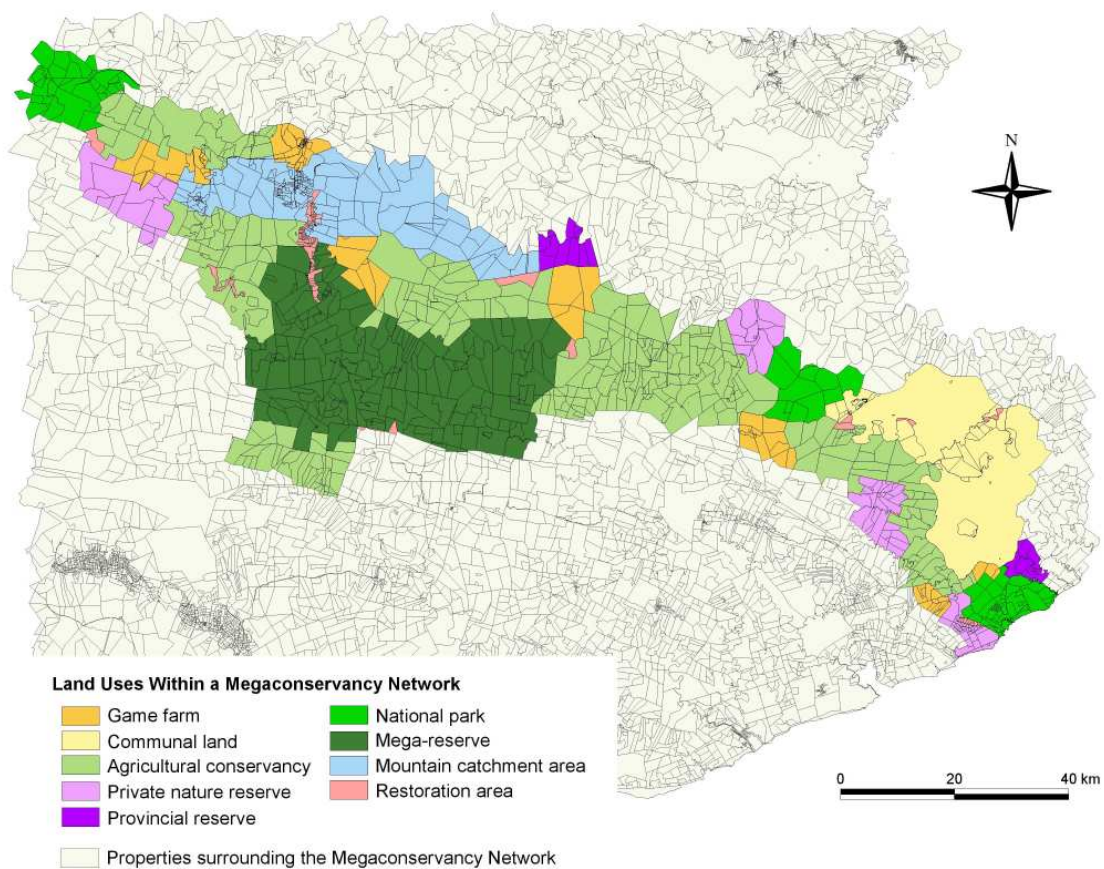 N
Land Uses Within a Megaconservancy Network
Game farm
Communal land
Agricultural conservancy
Private nature reserve
Provincial reserve
National park
Mega-reserve
Mountain catchment area
Restoration area
Properties surrounding the Megaconservancy Network
0 20 40 km